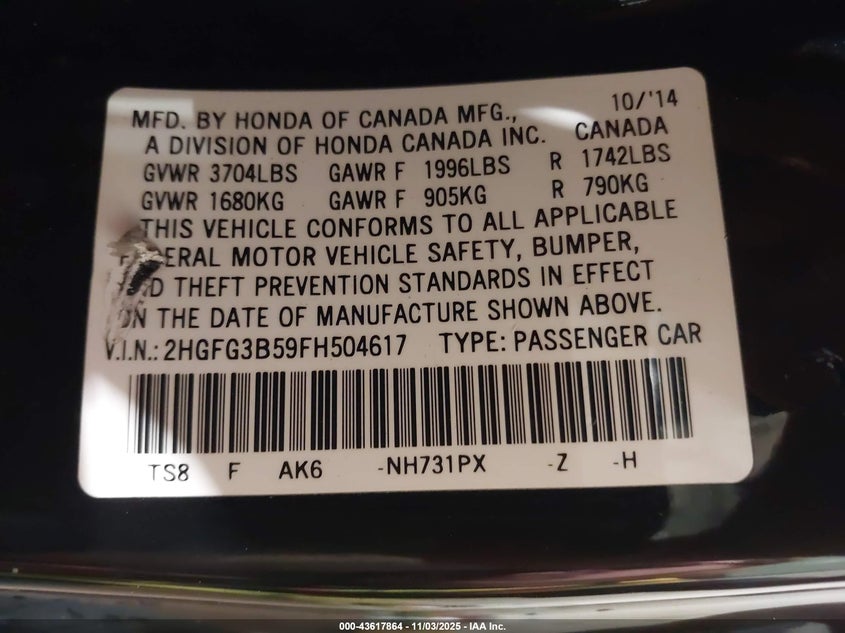 MFD. BY HONDA OF CANADA MFG., 10/'14
A DIVISION OF HONDA CANADA INC. CANADA
GVWR 3704LBS GAWR F 1996LBS R 1742LBS
GVWR 1680KG GAWR F 905KG R 790KG
THIS VEHICLE CONFORMS TO ALL APPLICABLE
ERAL MOTOR VEHICLE SAFETY, BUMPER,
D THEFT PREVENTION STANDARDS IN EFFECT
ON THE DATE OF MANUFACTURE SHOWN ABOVE.
V.I.N.: 2HGFG3B59FH504617 TYPE: PASSENGER CAR
TS8 F AK6 -NH731PX -Z -H
000-43617864 - 11/03/2025 - IAA Inc.